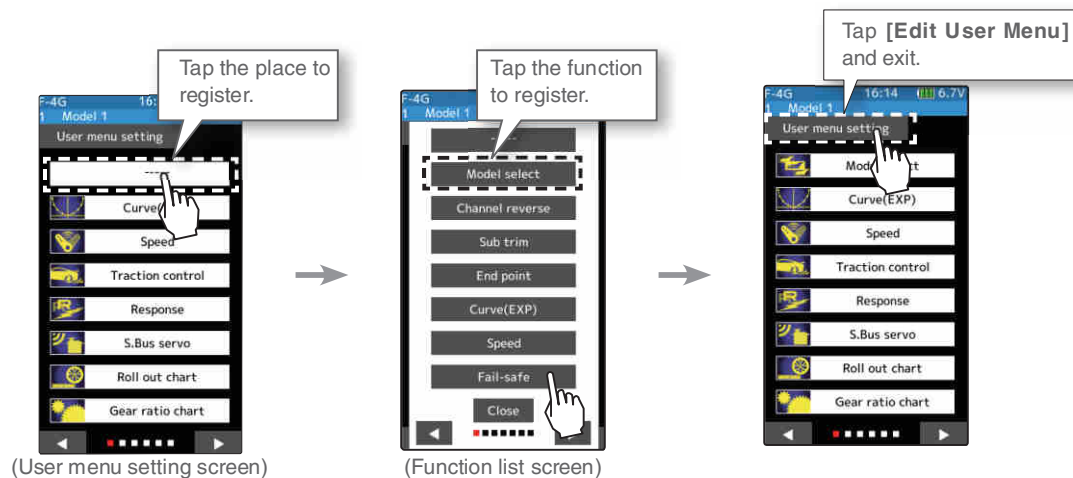 Tap the place to
register.
F-4G 16:
1 Model 1
User menu setting
Speed
Traction control
Response
S.Bus servo
Roll out chart
Gear ratio chart
(User menu setting screen)
Tap the function
to register.
F-4G
1 Model 1
-----
Model select
Channel reverse
Sub trim
End point
Curve(EXP)
Speed
Fail-safe
Close
(Function list screen)
Tap [Edit User Menu]
and exit.
F-4G 16:14 6.7V
1 Model 1
User menu setting
Curve(EXP)
Speed
Traction control
Response
S.Bus servo
Roll out chart
Gear ratio chart